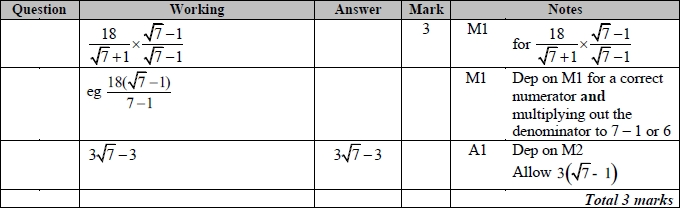 Question Working Answer Mark Notes
18/(√7+1) × (√7−1)/(√7−1) 3 M1 for 18/(√7+1) × (√7−1)/(√7−1)
eg 18(√7−1)/(7−1) M1 Dep on M1 for a correct
numerator and
multiplying out the
denominator to 7 – 1 or 6
3√7−3 3√7−3 A1 Dep on M2
Allow 3(√7- 1)
Total 3 marks